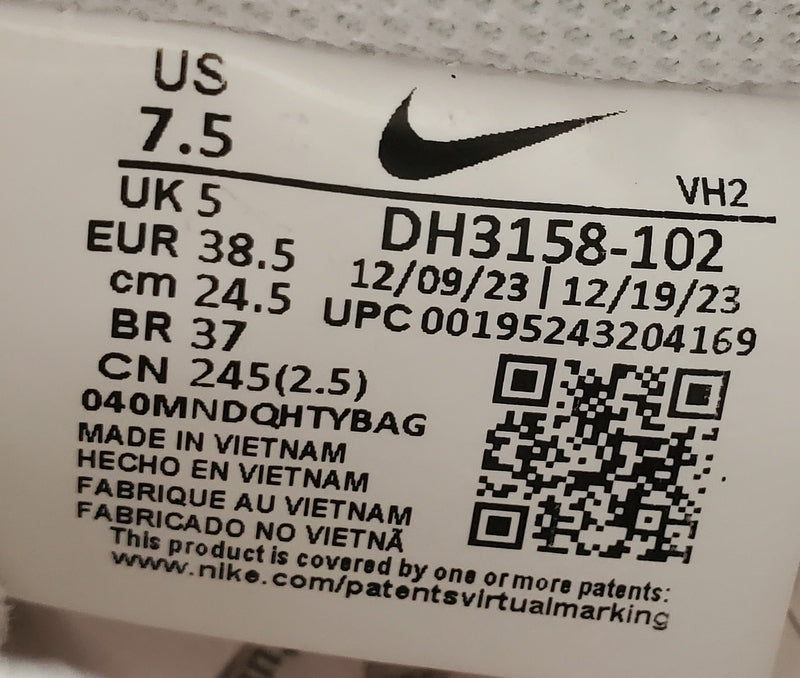 US
7.5
VH2
UK 5
EUR 38.5
cm 24.5
BR 37
CN 245(2.5)
DH3158-102
12/09/23 | 12/19/23
UPC 00195243204169
040MNDQHTYBAG
MADE IN VIETNAM
HECHO EN VIETNAM
FABRIQUE AU VIETNAM
FABRICADO NO VIETNÃ
This product is covered by one or more patents:
www.nike.com/patentsvirtualmarking